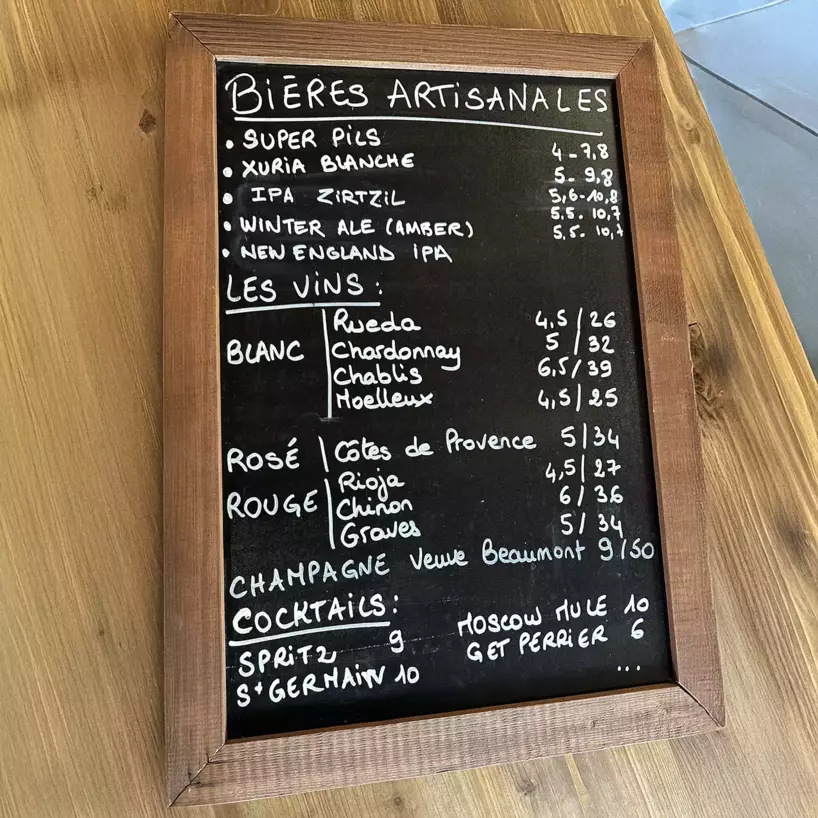 BIÈRES ARTISANALES
• SUPER PILS 4-7,8
• XURIA BLANCHE 5-9,8
• IPA ZIRTZIL 5,6-10,8
• WINTER ALE (AMBER) 5,5-10,7
• NEW ENGLAND IPA 5,5-10,7
LES VINS:
BLANC
Rueda 4,5/26
Chardonnay 5/32
Chablis 6,5/39
Moelleux 4,5/25
ROSÉ Côtes de Provence 5/34
ROUGE
Rioja 4,5/27
Chinon 6/36
Graves 5/34
CHAMPAGNE Veuve Beaumont 9/50
COCKTAILS:
SPRITZ 9 MOSCOW MULE 10
St GERMAIN 10 GET PERRIER 6
...